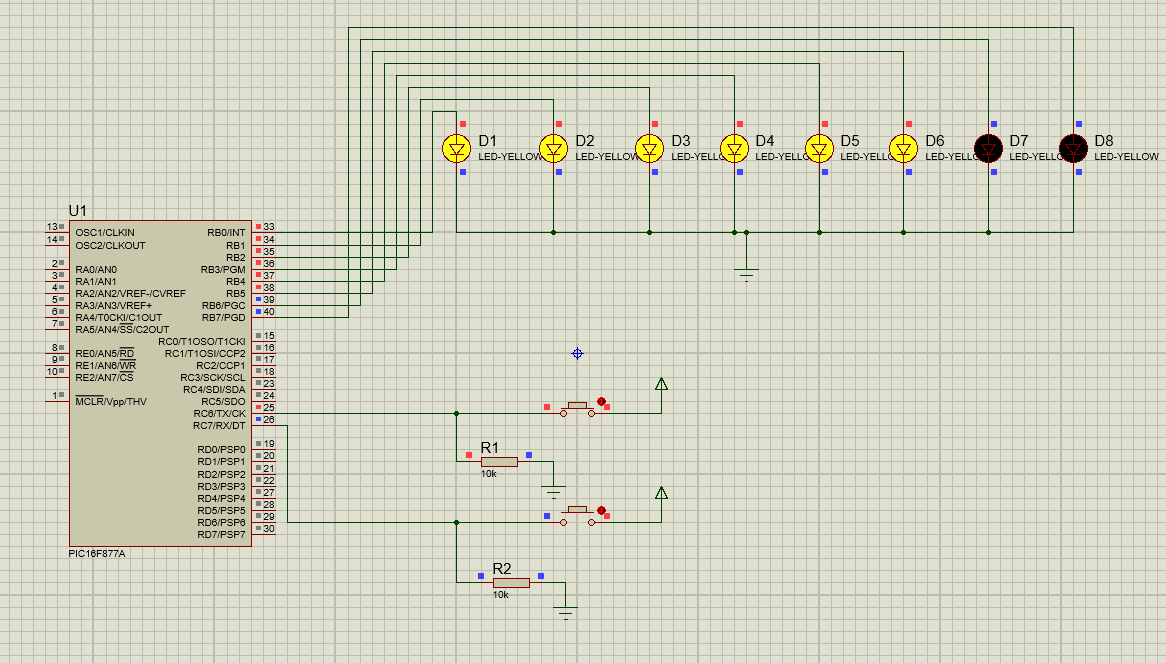 D1
LED-YELLOW
D2
LED-YELLOW
D3
LED-YELLO
D4
LED-YELLO
D5
LED-YELLO
D6
LED-YELLO
D7
LED-YELLO
D8
LED-YELLOW
U1
13 OSC1/CLKIN
14 OSC2/CLKOUT
2 RA0/AN0
3 RA1/AN1
4 RA2/AN2/VREF-/CVREF
5 RA3/AN3/VREF+
6 RA4/T0CKI/C1OUT
7 RA5/AN4/SS/C2OUT
8 RE0/AN5/RD
9 RE1/AN6/WR
10 RE2/AN7/CS
1 MCLR/Vpp/THV
RB0/INT 33
RB1 34
RB2 35
RB3/PGM 36
RB4 37
RB5 38
RB6/PGC 39
RB7/PGD 40
RC0/T1OSO/T1CKI 15
RC1/T1OSI/CCP2 16
RC2/CCP1 17
RC3/SCK/SCL 18
RC4/SDI/SDA 23
RC5/SDO 24
RC6/TX/CK 25
RC7/RX/DT 26
RD0/PSP0 19
RD1/PSP1 20
RD2/PSP2 21
RD3/PSP3 22
RD4/PSP4 27
RD5/PSP5 28
RD6/PSP6 29
RD7/PSP7 30
PIC16F877A
R1
10k
R2
10k